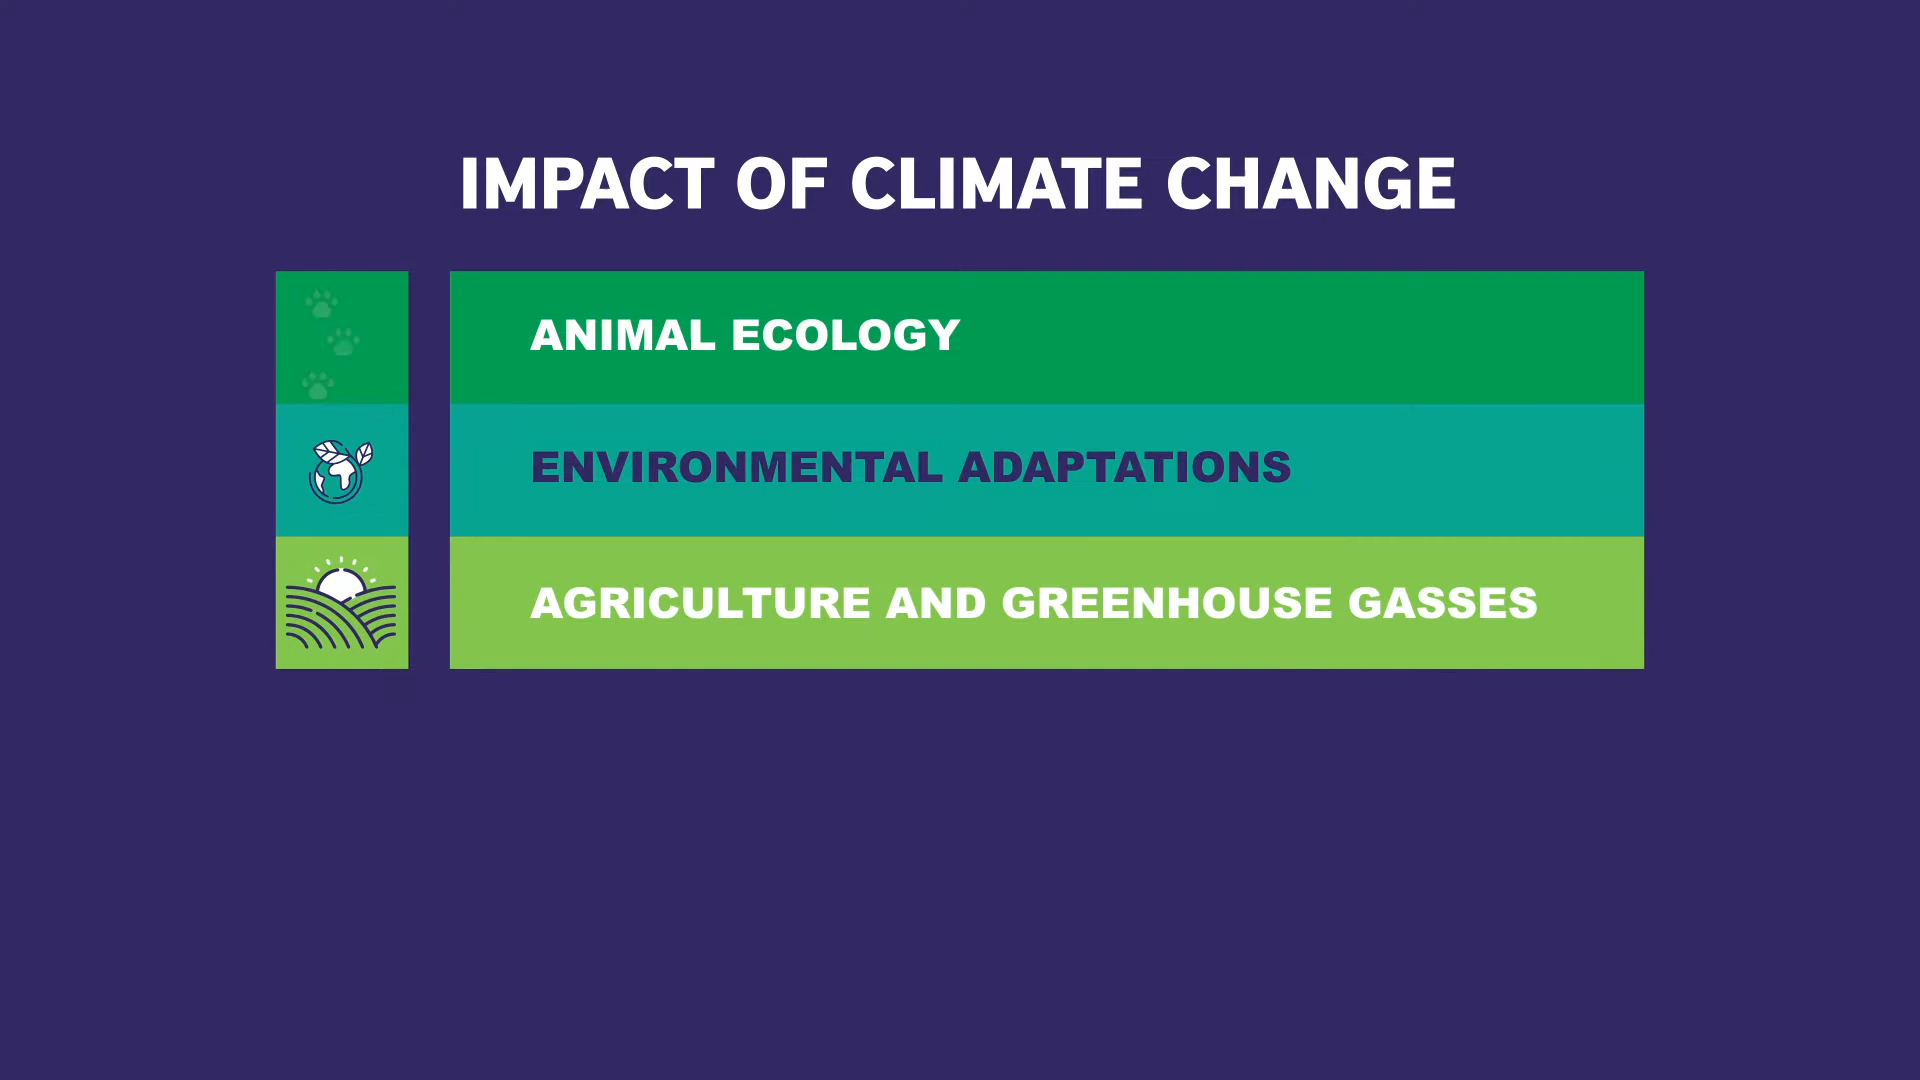 IMPACT OF CLIMATE CHANGE
ANIMAL ECOLOGY
ENVIRONMENTAL ADAPTATIONS
AGRICULTURE AND GREENHOUSE GASSES